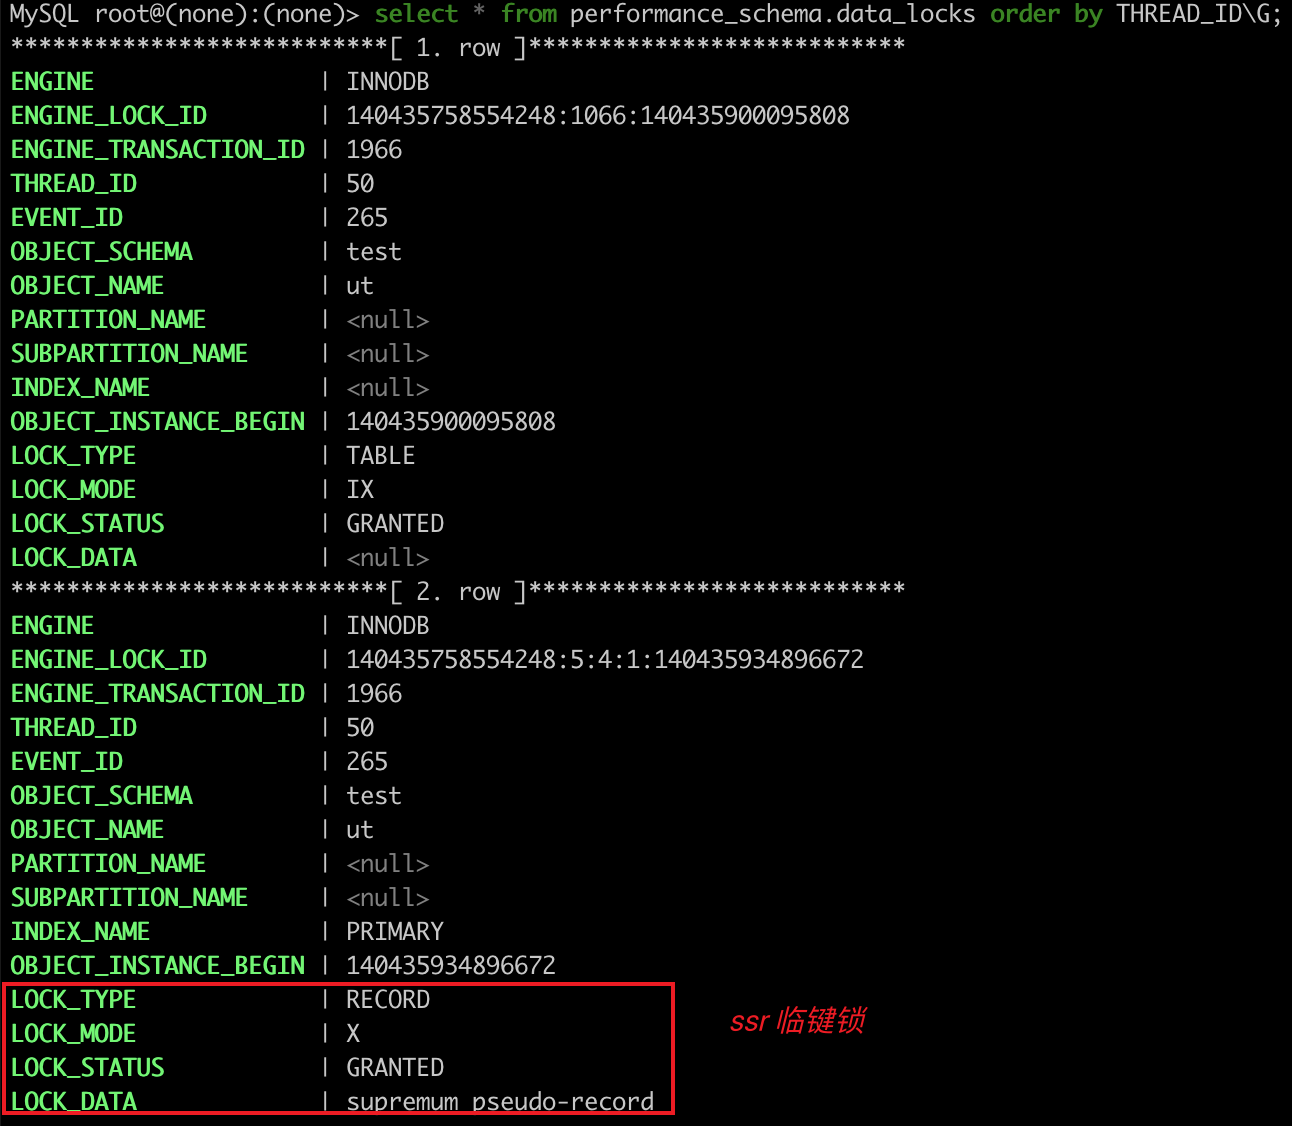 MySQL root@(none):(none)> select * from performance_schema.data_locks order by THREAD_ID\G;
***************************[ 1. row ]***************************
ENGINE | INNODB
ENGINE_LOCK_ID | 140435758554248:1066:140435900095808
ENGINE_TRANSACTION_ID | 1966
THREAD_ID | 50
EVENT_ID | 265
OBJECT_SCHEMA | test
OBJECT_NAME | ut
PARTITION_NAME | <null>
SUBPARTITION_NAME | <null>
INDEX_NAME | <null>
OBJECT_INSTANCE_BEGIN | 140435900095808
LOCK_TYPE | TABLE
LOCK_MODE | IX
LOCK_STATUS | GRANTED
LOCK_DATA | <null>
***************************[ 2. row ]***************************
ENGINE | INNODB
ENGINE_LOCK_ID | 140435758554248:5:4:1:140435934896672
ENGINE_TRANSACTION_ID | 1966
THREAD_ID | 50
EVENT_ID | 265
OBJECT_SCHEMA | test
OBJECT_NAME | ut
PARTITION_NAME | <null>
SUBPARTITION_NAME | <null>
INDEX_NAME | PRIMARY
OBJECT_INSTANCE_BEGIN | 140435934896672
LOCK_TYPE | RECORD
LOCK_MODE | X
LOCK_STATUS | GRANTED
LOCK_DATA | supremum pseudo-record
ssr 临键锁